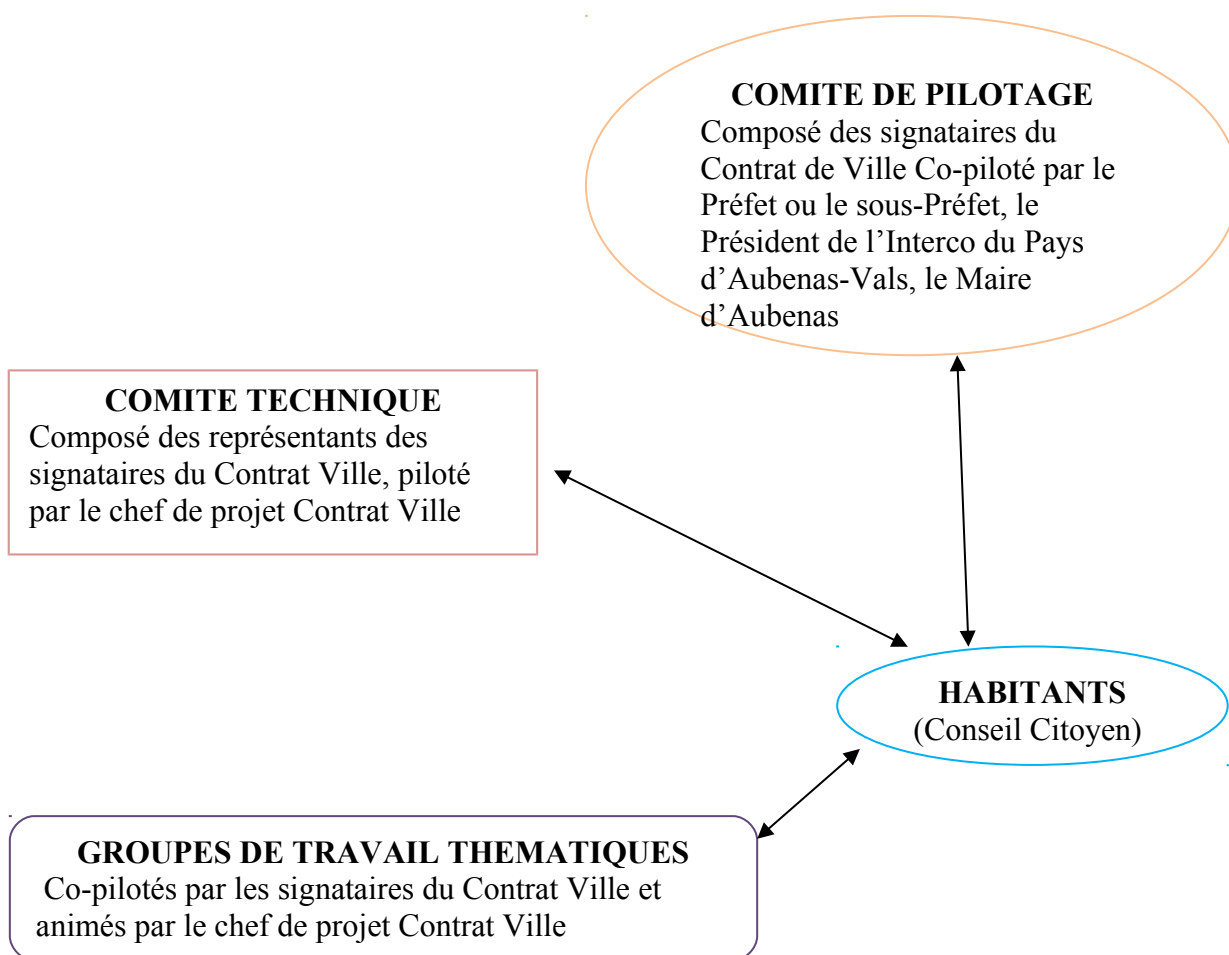 COMITE DE PILOTAGE
Composé des signataires du
Contrat de Ville Co-piloté par le
Préfet ou le sous-Préfet, le
Président de l’Interco du Pays
d’Aubenas-Vals, le Maire
d’Aubenas
COMITE TECHNIQUE
Composé des représentants des
signataires du Contrat Ville, piloté
par le chef de projet Contrat Ville
HABITANTS
(Conseil Citoyen)
GROUPES DE TRAVAIL THEMATIQUES
Co-pilotés par les signataires du Contrat Ville et
animés par le chef de projet Contrat Ville